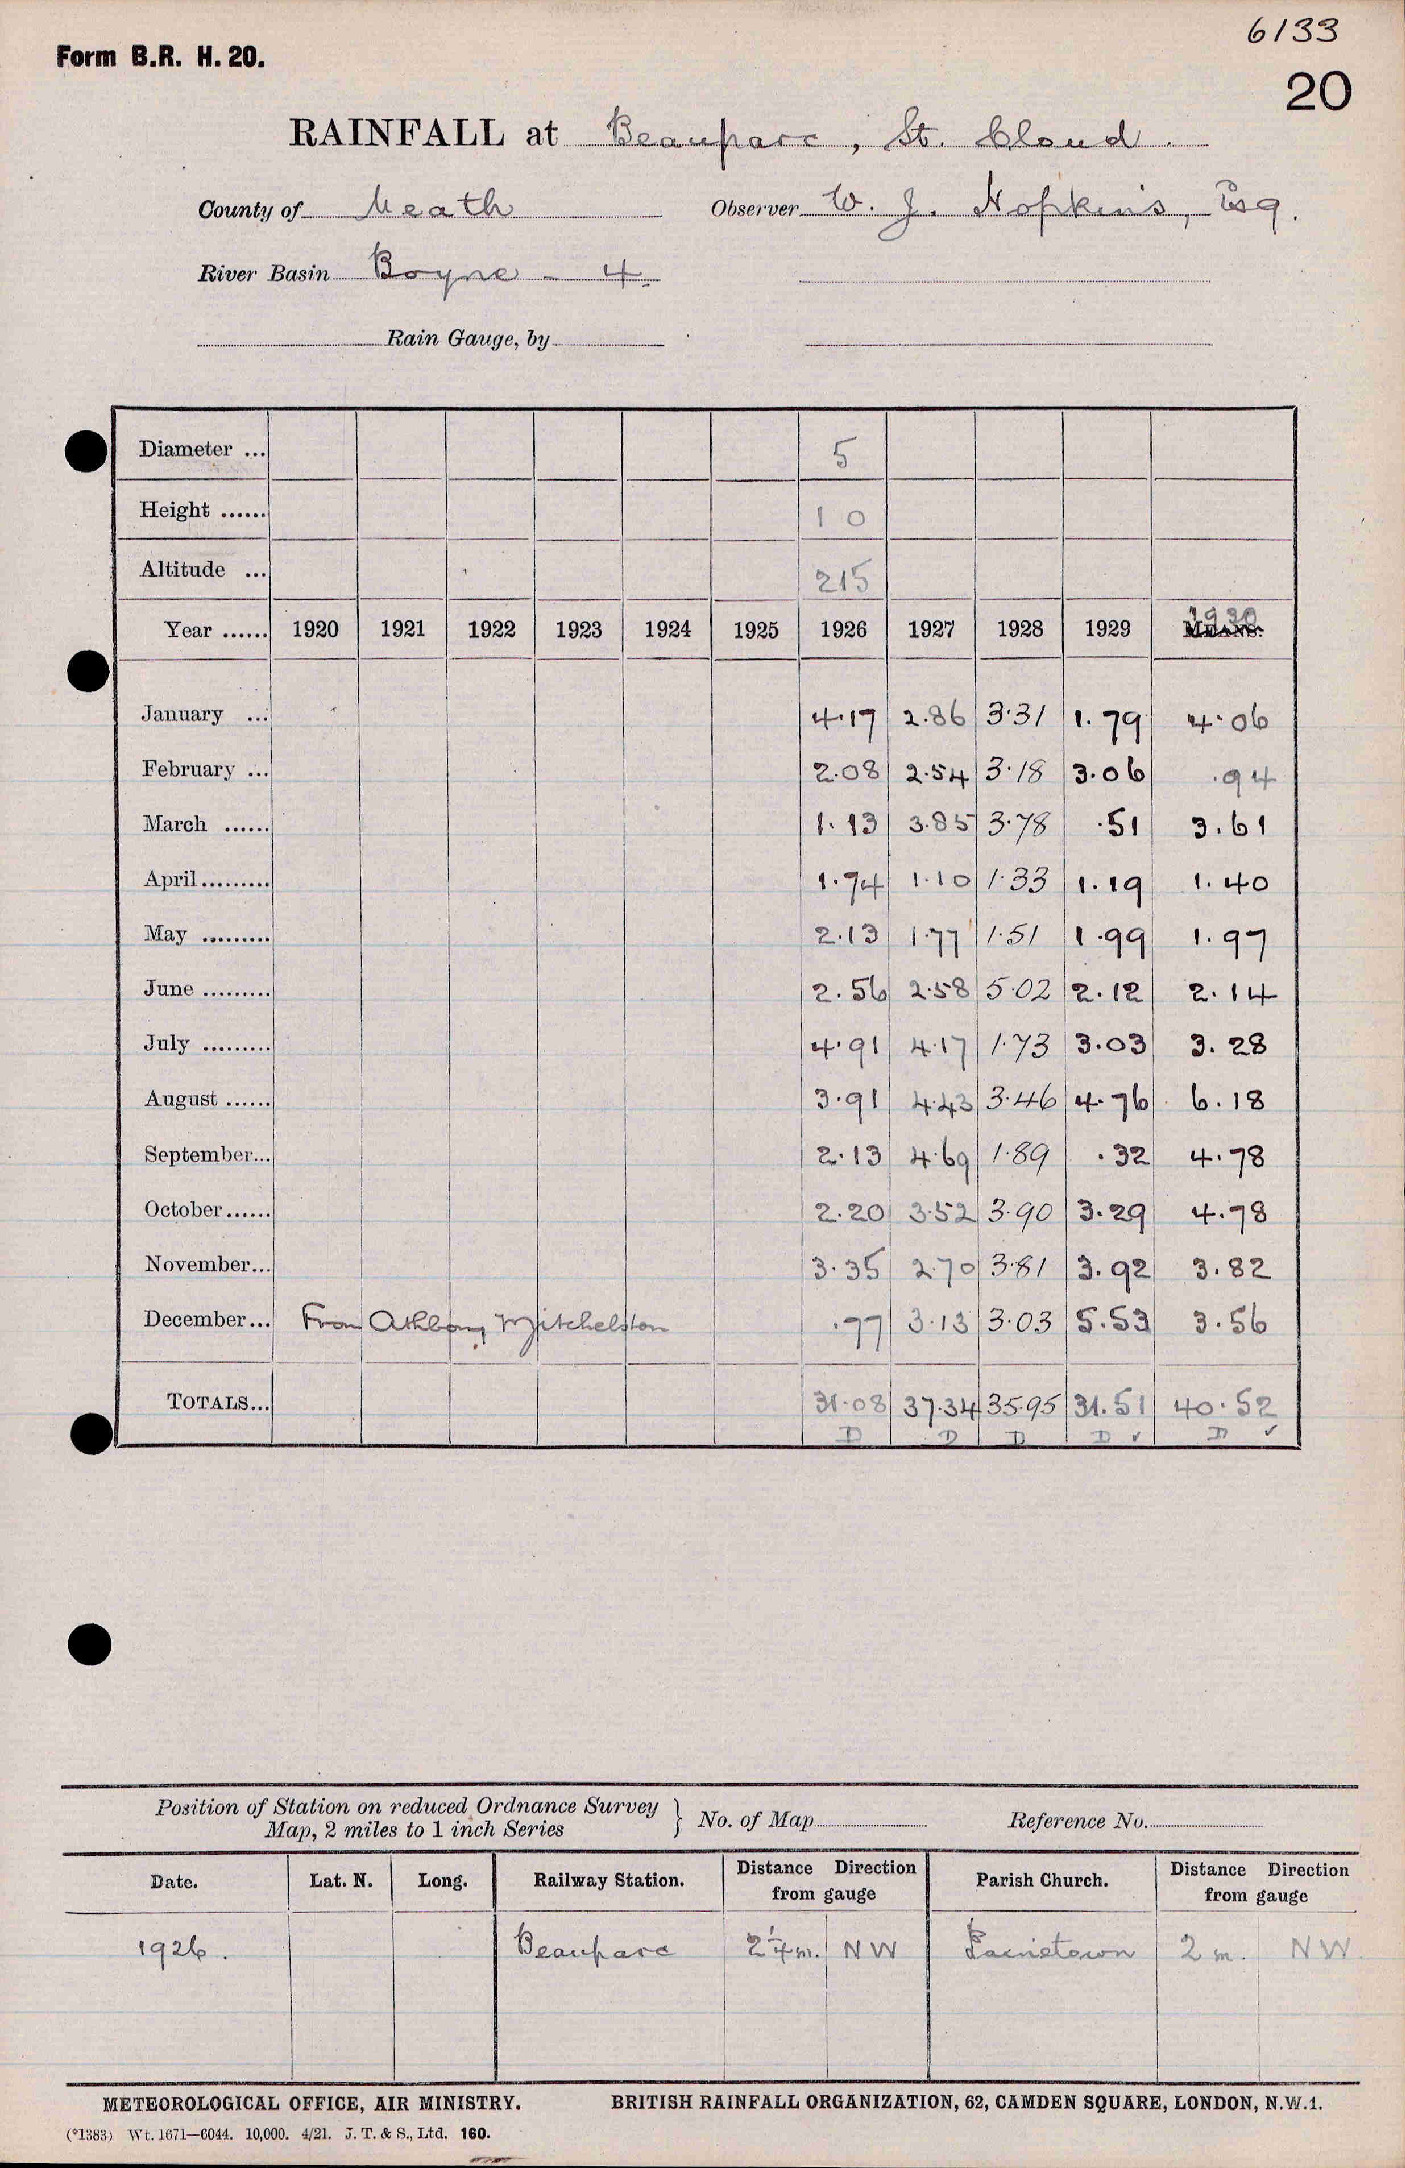 6133
Form B.R. H. 20.
20
RAINFALL at Beauparc, St. Cloud.
County of Meath Observer W. J. Hopkins, Esq.
River Basin Boyne - 4.
Rain Gauge, by
Diameter ... 5
Height ...... 1 0
Altitude ... 215
Year ...... 1920 1921 1922 1923 1924 1925 1926 1927 1928 1929 MEANS. 1930
January ... 4.17 2.86 3.31 1.79 4.06
February ... 2.08 2.54 3.18 3.06 .94
March ...... 1.13 3.85 3.78 .51 3.61
April......... 1.74 1.10 1.33 1.19 1.40
May ......... 2.13 1.77 1.51 1.99 1.97
June ......... 2.56 2.58 5.02 2.12 2.14
July ......... 4.91 4.17 1.73 3.03 3.28
August ...... 3.91 4.43 3.46 4.76 6.18
September... 2.13 4.69 1.89 .32 4.78
October...... 2.20 3.52 3.90 3.29 4.78
November... 3.35 2.70 3.81 3.92 3.82
December... From Athboy, Mitchelston .77 3.13 3.03 5.53 3.56
TOTALS... 31.08 37.34 35.95 31.51 40.52
D D D D ✓ D ✓
Position of Station on reduced Ordnance Survey
Map, 2 miles to 1 inch Series } No. of Map Reference No.
Date. Lat. N. Long. Railway Station. Distance Direction from gauge Parish Church. Distance Direction from gauge
1926. Beauparc 2¼ m. NW Painestown 2 m. NW.
METEOROLOGICAL OFFICE, AIR MINISTRY. BRITISH RAINFALL ORGANIZATION, 62, CAMDEN SQUARE, LONDON, N.W.1.
(*1383) Wt. 1671—6044. 10,000. 4/21. J. T. & S., Ltd. 160.